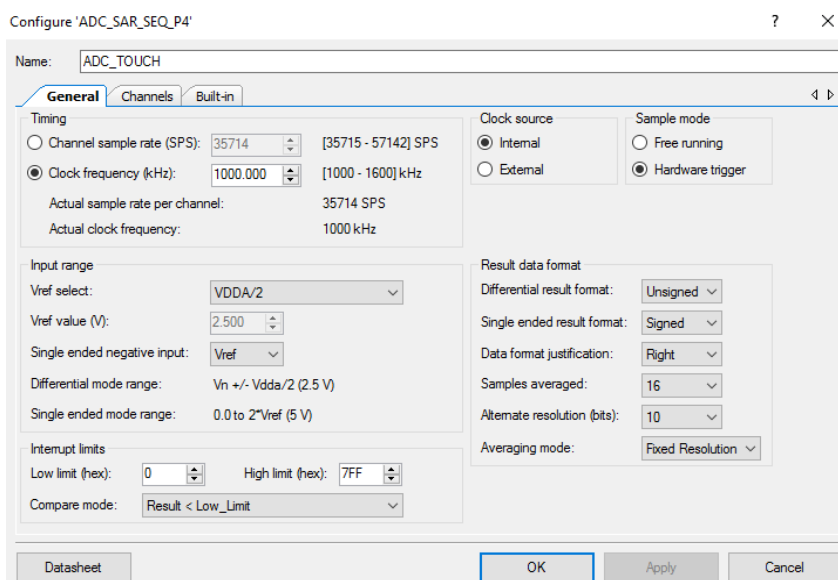 Configure 'ADC_SAR_SEQ_P4' ?
Name: ADC_TOUCH
General Channels Built-in
Timing
Channel sample rate (SPS): 35714 [35715 - 57142] SPS
Clock frequency (kHz): 1000.000 [1000 - 1600] kHz
Actual sample rate per channel: 35714 SPS
Actual clock frequency: 1000 kHz
Clock source
Internal
External
Sample mode
Free running
Hardware trigger
Input range
Vref select: VDDA/2
Vref value (V): 2.500
Single ended negative input: Vref
Differential mode range: Vn +/- Vdda/2 (2.5 V)
Single ended mode range: 0.0 to 2*Vref (5 V)
Result data format
Differential result format: Unsigned
Single ended result format: Signed
Data format justification: Right
Samples averaged: 16
Alternate resolution (bits): 10
Averaging mode: Fixed Resolution
Interrupt limits
Low limit (hex): 0 High limit (hex): 7FF
Compare mode: Result < Low_Limit
Datasheet OK Apply Cancel